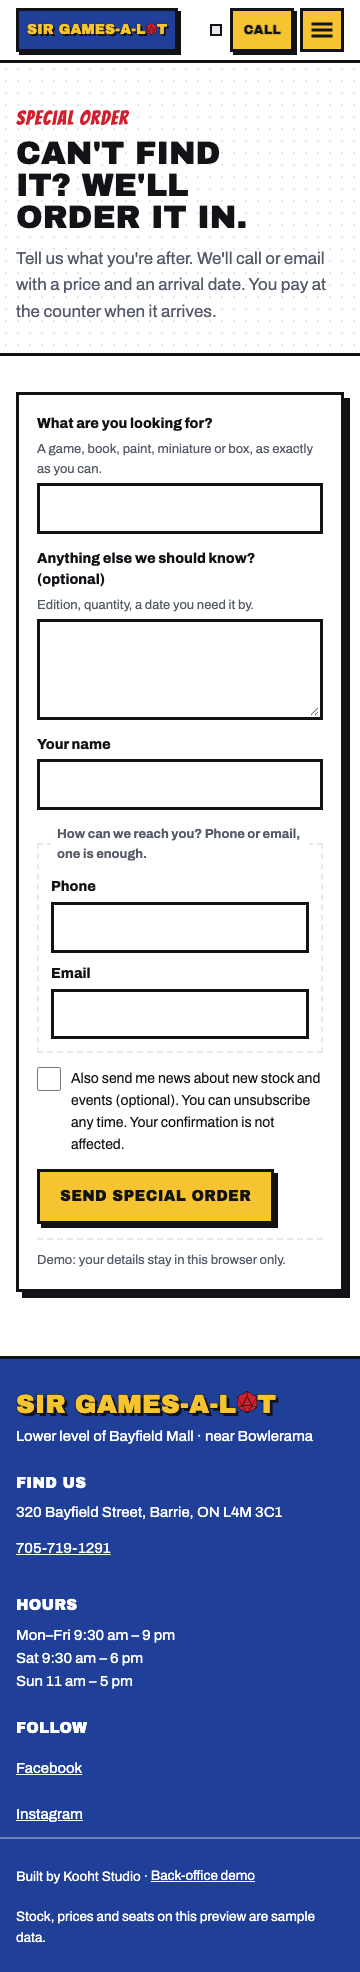 SIR GAMES-A-LOT
CALL
SPECIAL ORDER
CAN'T FIND
IT? WE'LL
ORDER IT IN.
Tell us what you're after. We'll call or email
with a price and an arrival date. You pay at
the counter when it arrives.
What are you looking for?
A game, book, paint, miniature or box, as exactly
as you can.
Anything else we should know?
(optional)
Edition, quantity, a date you need it by.
Your name
How can we reach you? Phone or email,
one is enough.
Phone
Email
Also send me news about new stock and
events (optional). You can unsubscribe
any time. Your confirmation is not
affected.
SEND SPECIAL ORDER
Demo: your details stay in this browser only.
SIR GAMES-A-LOT
Lower level of Bayfield Mall · near Bowlerama
FIND US
320 Bayfield Street, Barrie, ON L4M 3C1
705-719-1291
HOURS
Mon–Fri 9:30 am – 9 pm
Sat 9:30 am – 6 pm
Sun 11 am – 5 pm
FOLLOW
Facebook
Instagram
Built by Kooht Studio · Back-office demo
Stock, prices and seats on this preview are sample
data.